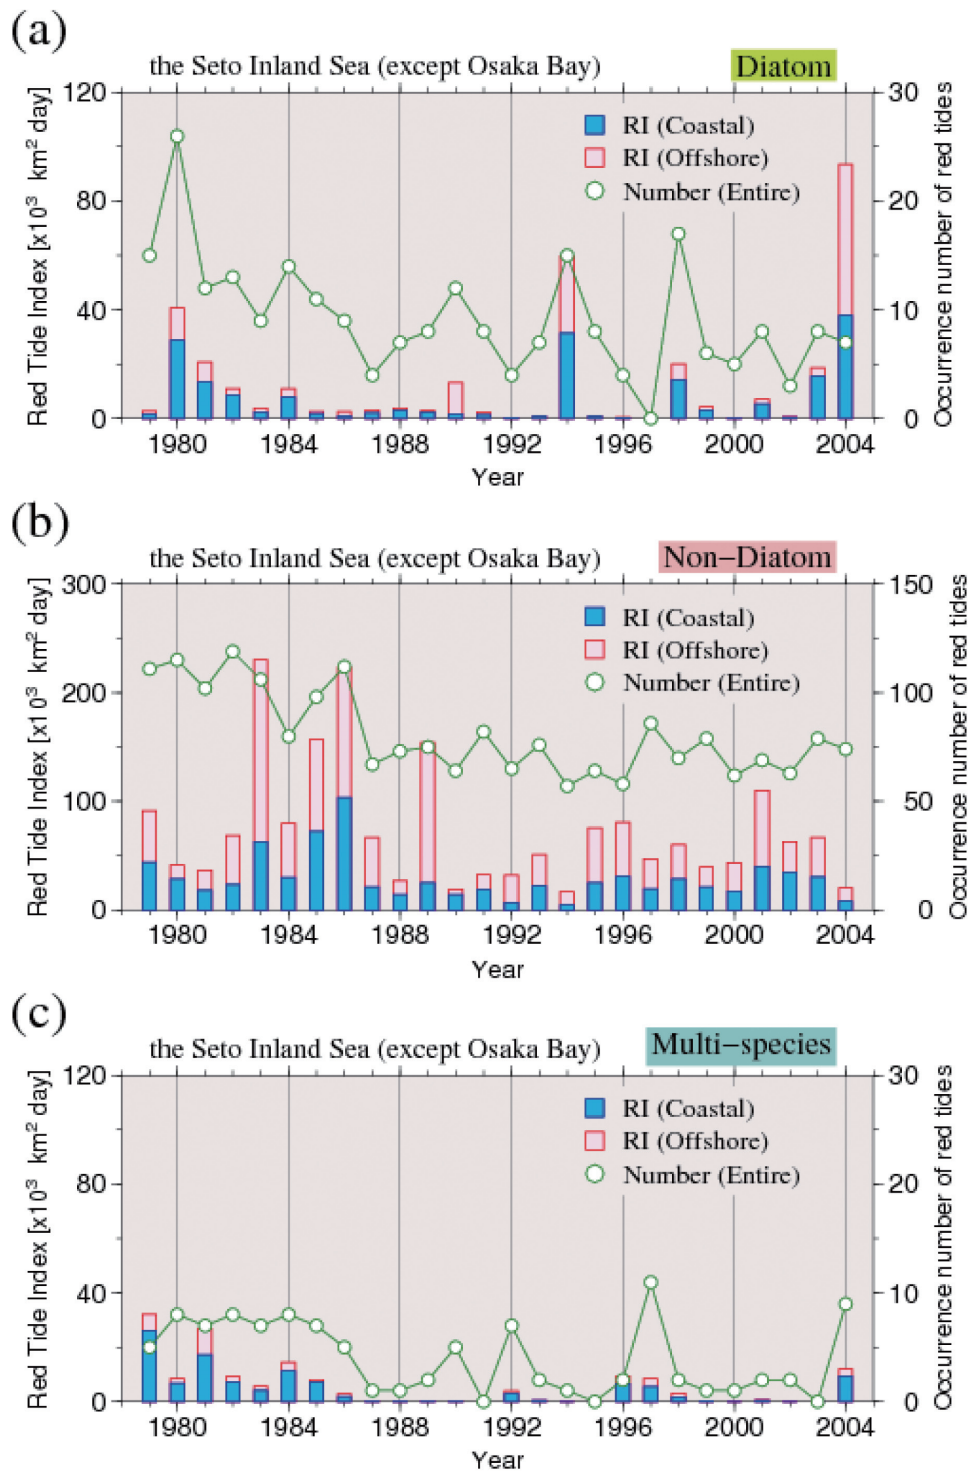 (a)
the Seto Inland Sea (except Osaka Bay) Diatom
120 30
RI (Coastal)
RI (Offshore)
Number (Entire)
80 20
40 10
0 0
1980 1984 1988 1992 1996 2000 2004
Year
Red Tide Index [x10³ km² day]
Occurrence number of red tides
(b)
the Seto Inland Sea (except Osaka Bay) Non−Diatom
300 150
RI (Coastal)
RI (Offshore)
Number (Entire)
200 100
100 50
0 0
1980 1984 1988 1992 1996 2000 2004
Year
Red Tide Index [x10³ km² day]
Occurrence number of red tides
(c)
the Seto Inland Sea (except Osaka Bay) Multi−species
120 30
RI (Coastal)
RI (Offshore)
Number (Entire)
80 20
40 10
0 0
1980 1984 1988 1992 1996 2000 2004
Year
Red Tide Index [x10³ km² day]
Occurrence number of red tides